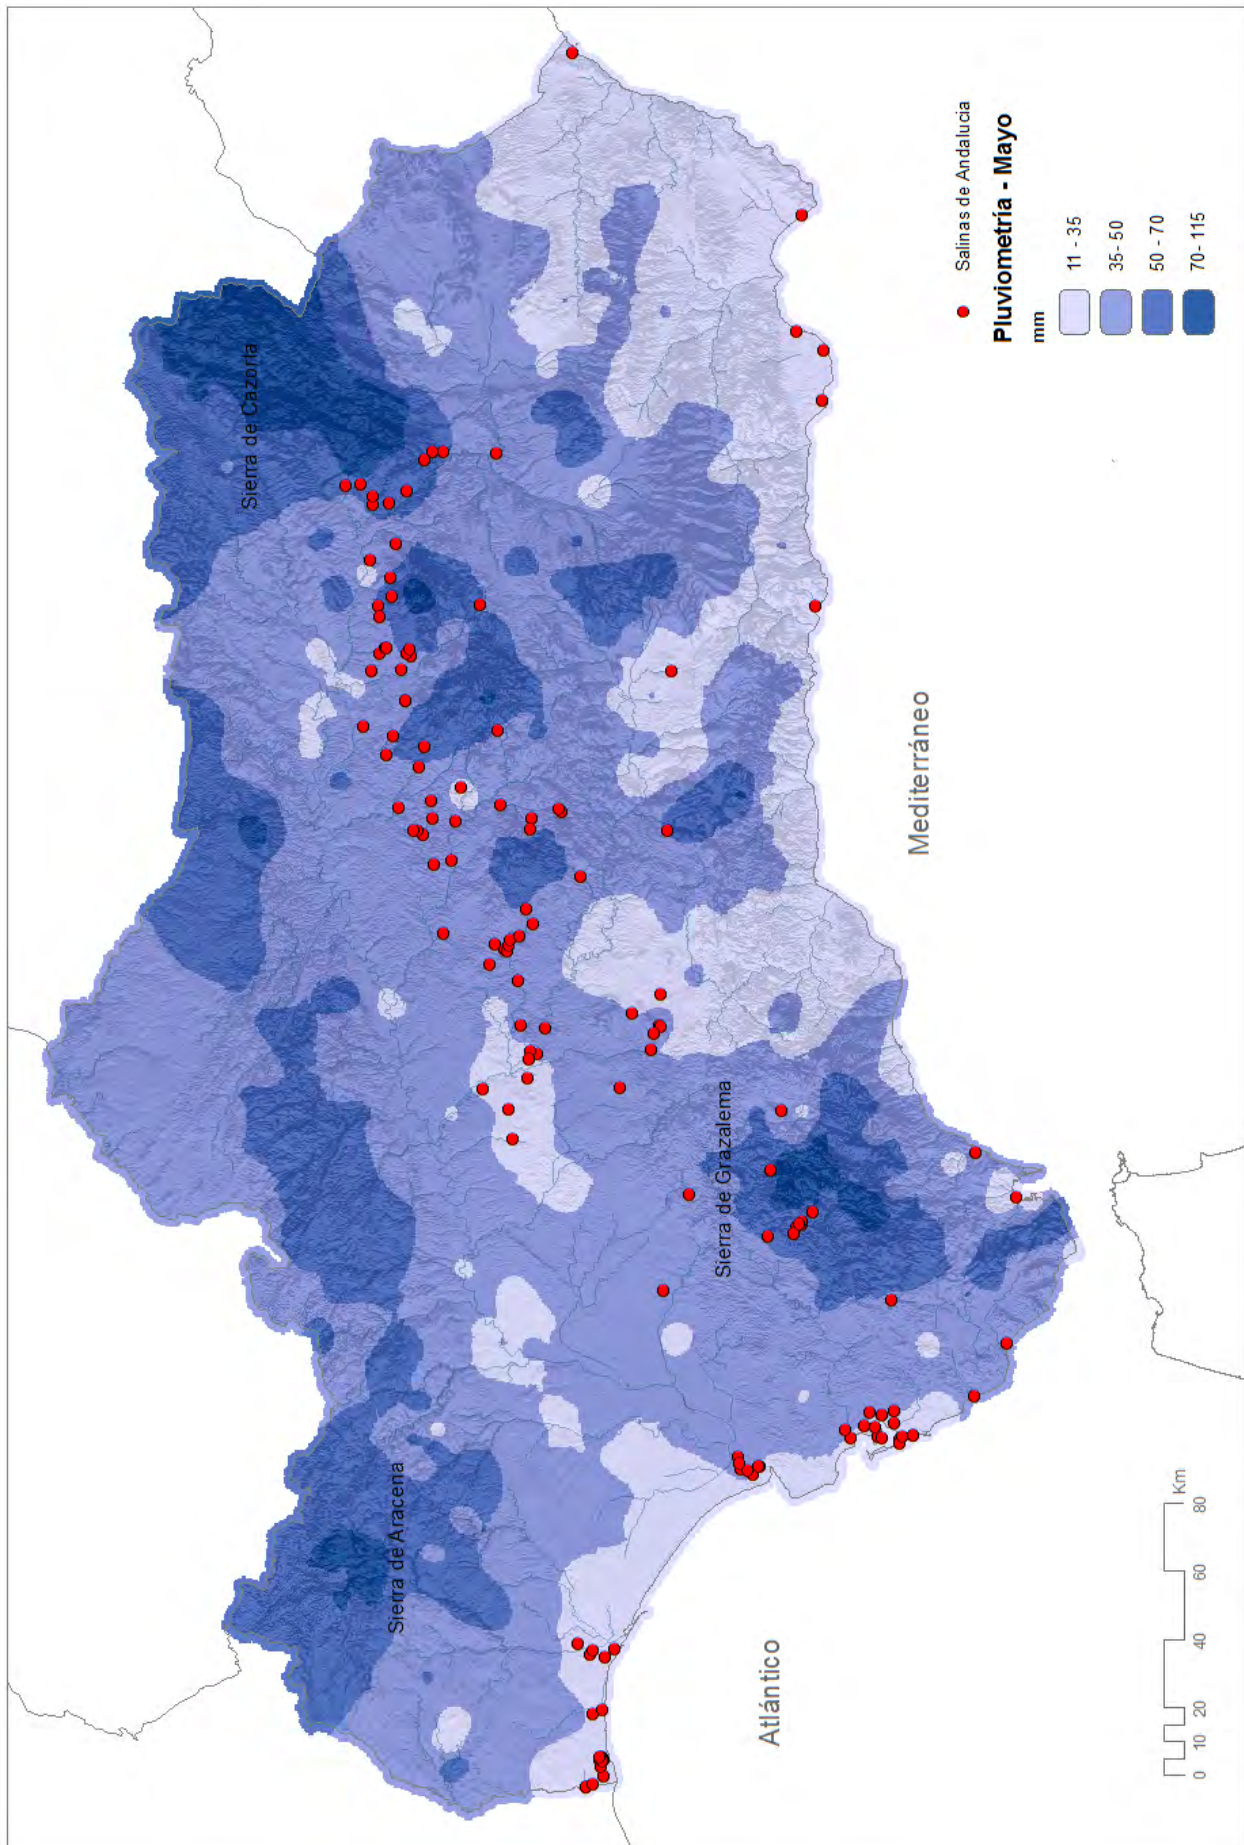 Sierra de Cazorla
Sierra de Aracena
Sierra de Grazalema
Mediterráneo
Atlántico
Salinas de Andalucia
Pluviometría - Mayo
mm
11 - 35
35- 50
50 - 70
70- 115
0 10 20 40 60 80
Km